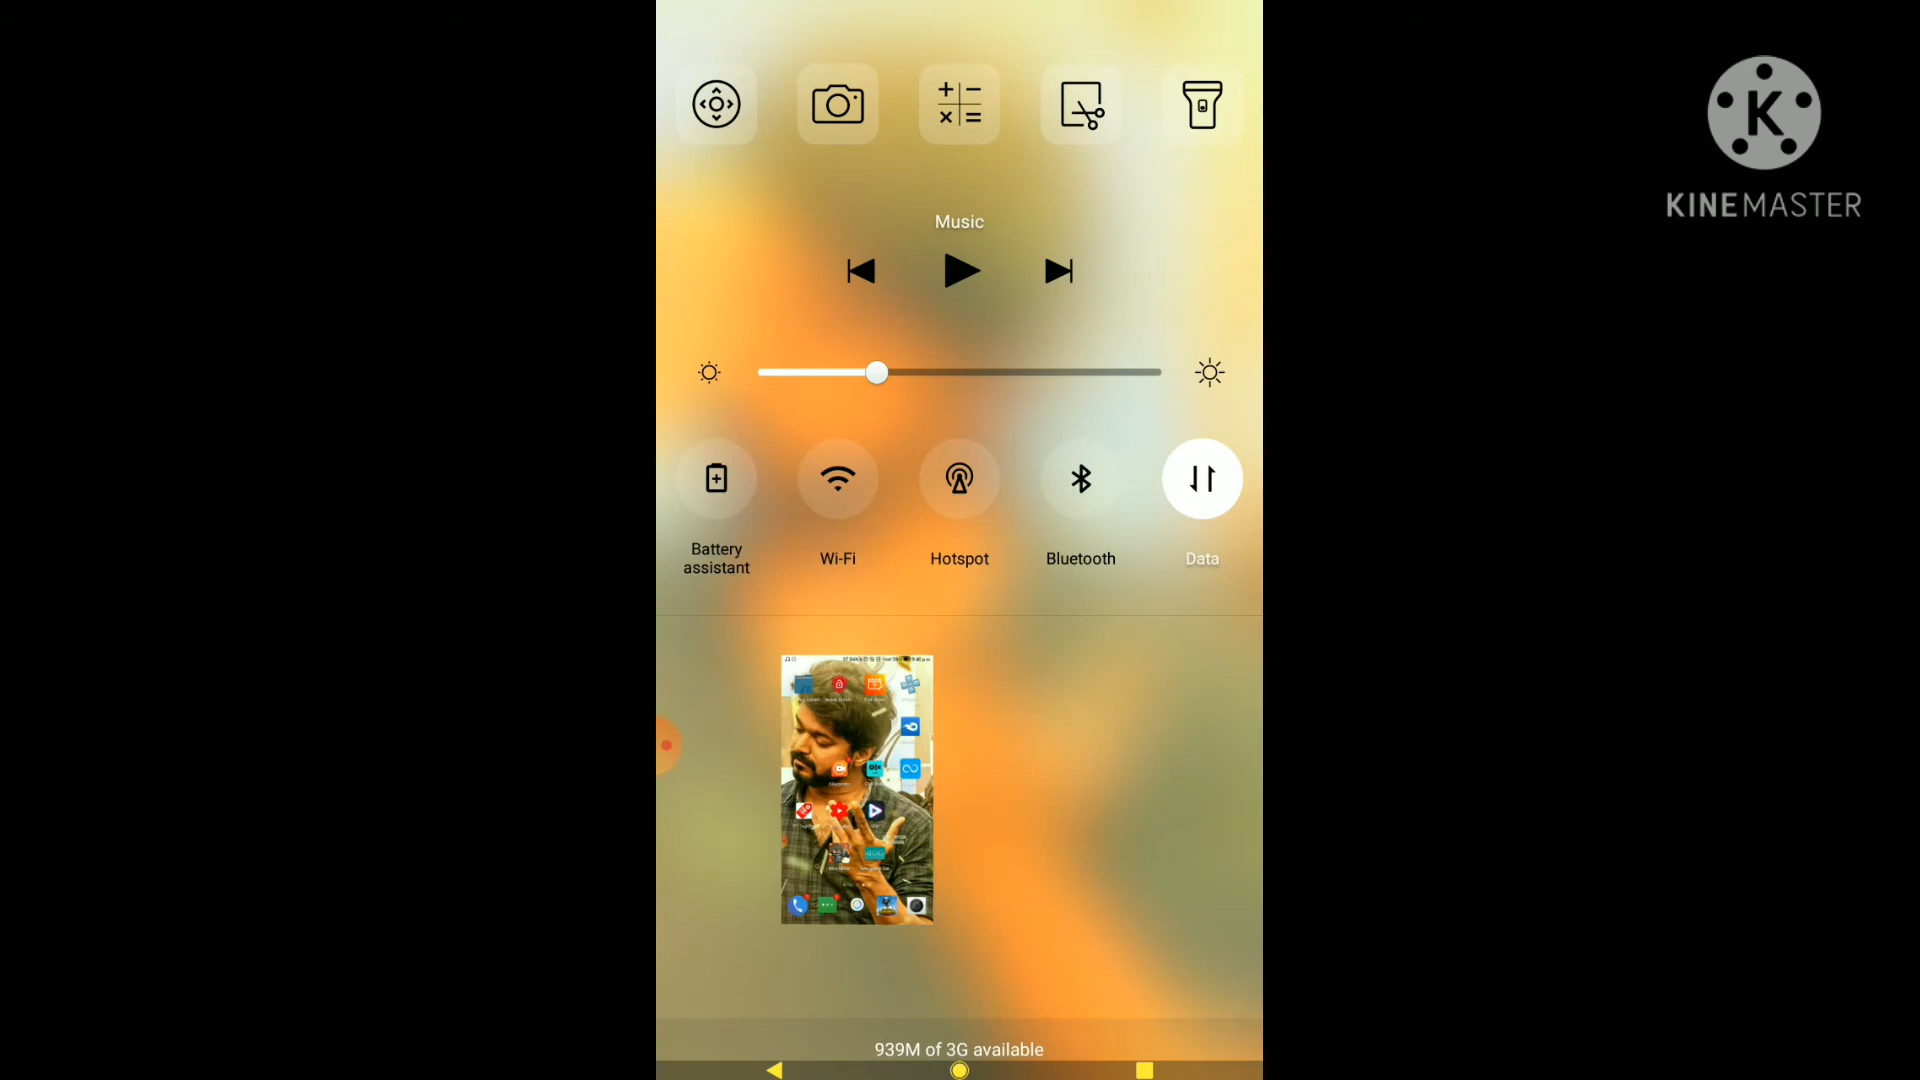 KINEMASTER
Music
Battery
assistant
Wi-Fi
Hotspot
Bluetooth
Data
939M of 3G available